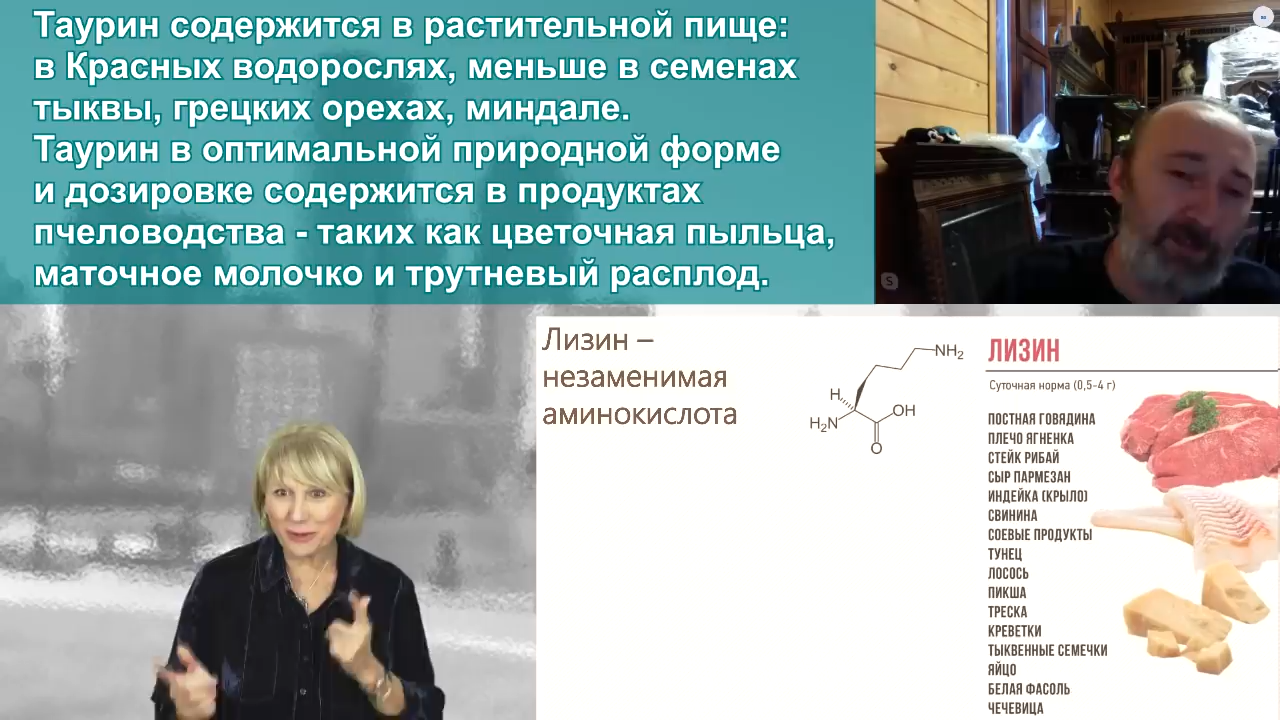 Таурин содержится в растительной пище:
в Красных водорослях, меньше в семенах
тыквы, грецких орехах, миндале.
Таурин в оптимальной природной форме
и дозировке содержится в продуктах
пчеловодства - таких как цветочная пыльца,
маточное молочко и трутневый расплод.
S
Лизин –
незаменимая
аминокислота
NH2
H
OH
H2N
O
ЛИЗИН
Суточная норма (0,5-4 г)
ПОСТНАЯ ГОВЯДИНА
ПЛЕЧО ЯГНЕНКА
СТЕЙК РИБАЙ
СЫР ПАРМЕЗАН
ИНДЕЙКА (КРЫЛО)
СВИНИНА
СОЕВЫЕ ПРОДУКТЫ
ТУНЕЦ
ЛОСОСЬ
ПИКША
ТРЕСКА
КРЕВЕТКИ
ТЫКВЕННЫЕ СЕМЕЧКИ
ЯЙЦО
БЕЛАЯ ФАСОЛЬ
ЧЕЧЕВИЦА